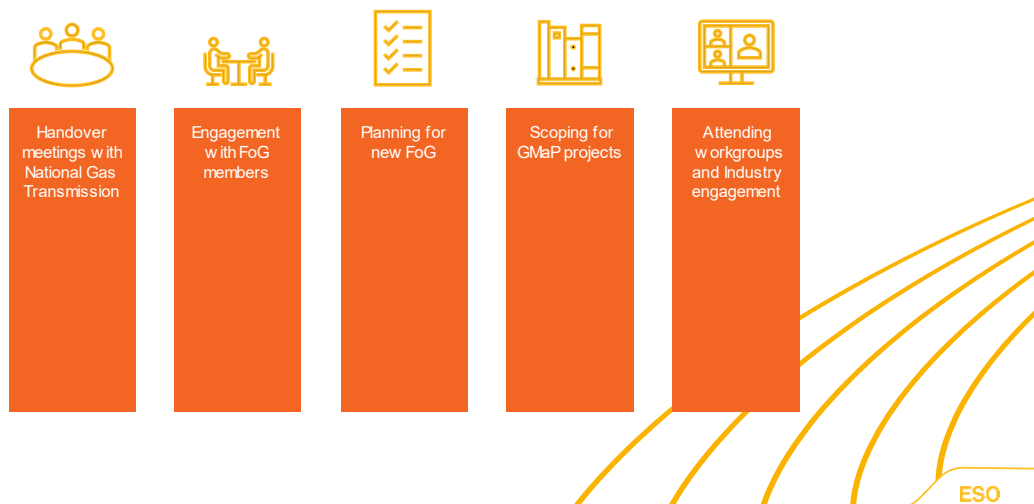 Handover
meetings with
National Gas
Transmission
Engagement
with FoG
members
Planning for
new FoG
Scoping for
GMaP projects
Attending
workgroups
and Industry
engagement
ESO